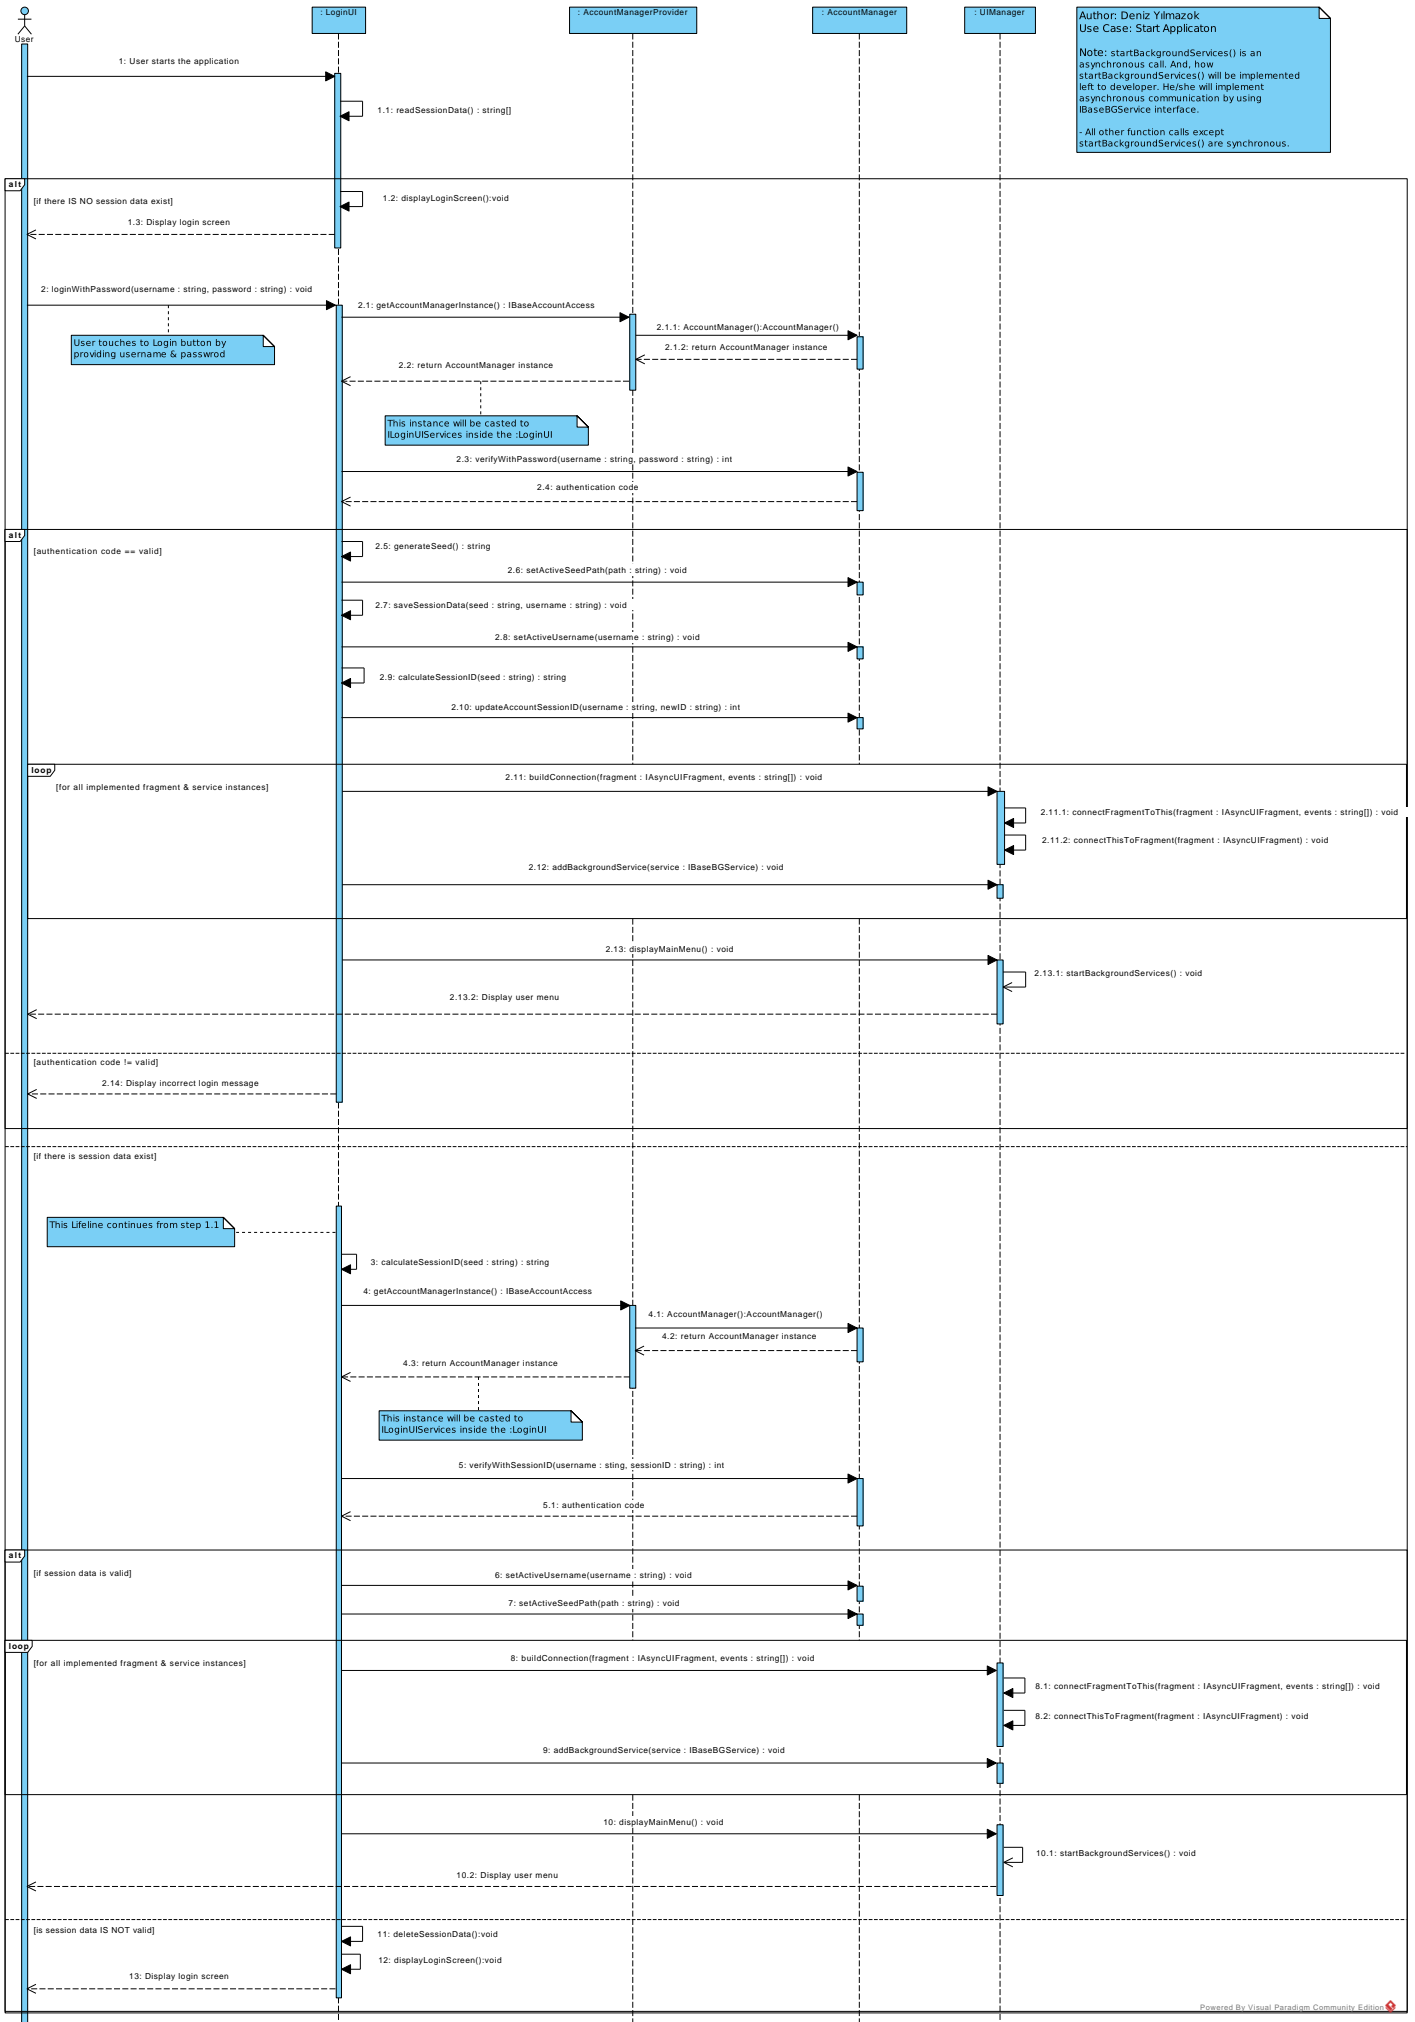 : LoginUI
: AccountManagerProvider
: AccountManager
: UIManager
User
Author: Deniz Yılmazok
Use Case: Start Applicaton
Note: startBackgroundServices() is an
asynchronous call. And, how
startBackgroundServices() will be implemented
left to developer. He/she will implement
asynchronous communication by using
IBaseBGService interface.
- All other function calls except
startBackgroundServices() are synchronous.
1: User starts the application
1.1: readSessionData() : string[]
alt
[if there IS NO session data exist]
1.2: displayLoginScreen():void
1.3: Display login screen
2: loginWithPassword(username : string, password : string) : void
User touches to Login button by
providing username & passwrod
2.1: getAccountManagerInstance() : IBaseAccountAccess
2.1.1: AccountManager():AccountManager()
2.1.2: return AccountManager instance
2.2: return AccountManager instance
This instance will be casted to
ILoginUIServices inside the :LoginUI
2.3: verifyWithPassword(username : string, password : string) : int
2.4: authentication code
alt
[authentication code == valid]
2.5: generateSeed() : string
2.6: setActiveSeedPath(path : string) : void
2.7: saveSessionData(seed : string, username : string) : void
2.8: setActiveUsername(username : string) : void
2.9: calculateSessionID(seed : string) : string
2.10: updateAccountSessionID(username : string, newID : string) : int
loop
[for all implemented fragment & service instances]
2.11: buildConnection(fragment : IAsyncUIFragment, events : string[]) : void
2.11.1: connectFragmentToThis(fragment : IAsyncUIFragment, events : string[]) : void
2.11.2: connectThisToFragment(fragment : IAsyncUIFragment) : void
2.12: addBackgroundService(service : IBaseBGService) : void
2.13: displayMainMenu() : void
2.13.1: startBackgroundServices() : void
2.13.2: Display user menu
[authentication code != valid]
2.14: Display incorrect login message
[if there is session data exist]
This Lifeline continues from step 1.1
3: calculateSessionID(seed : string) : string
4: getAccountManagerInstance() : IBaseAccountAccess
4.1: AccountManager():AccountManager()
4.2: return AccountManager instance
4.3: return AccountManager instance
This instance will be casted to
ILoginUIServices inside the :LoginUI
5: verifyWithSessionID(username : sting, sessionID : string) : int
5.1: authentication code
alt
[if session data is valid]
6: setActiveUsername(username : string) : void
7: setActiveSeedPath(path : string) : void
loop
[for all implemented fragment & service instances]
8: buildConnection(fragment : IAsyncUIFragment, events : string[]) : void
8.1: connectFragmentToThis(fragment : IAsyncUIFragment, events : string[]) : void
8.2: connectThisToFragment(fragment : IAsyncUIFragment) : void
9: addBackgroundService(service : IBaseBGService) : void
10: displayMainMenu() : void
10.1: startBackgroundServices() : void
10.2: Display user menu
[is session data IS NOT valid]
11: deleteSessionData():void
12: displayLoginScreen():void
13: Display login screen
Powered By Visual Paradigm Community Edition